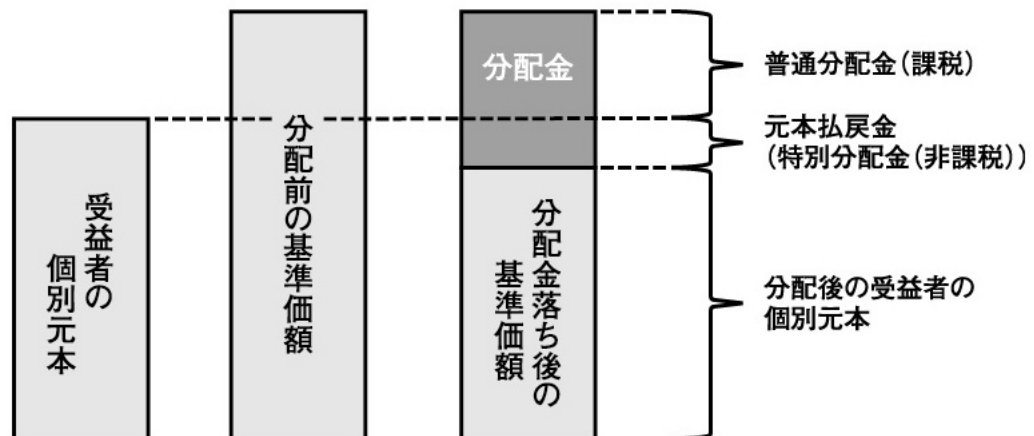 受益者の
個別元本
分配前の基準価額
分配金
分配金落ち後の
基準価額
普通分配金(課税)
元本払戻金
(特別分配金(非課税))
分配後の受益者の
個別元本